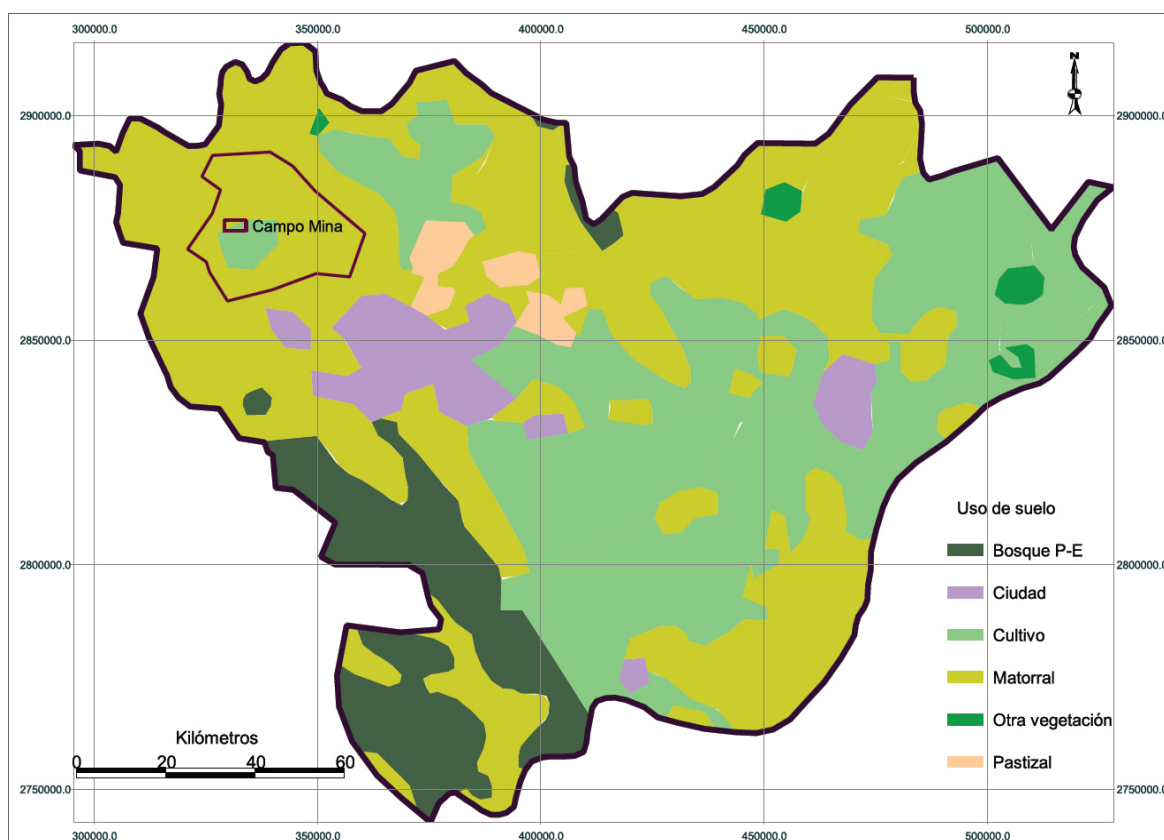 300000.0 350000.0 400000.0 450000.0 500000.0
N
2900000.0 2900000.0
Campo Mina
2850000.0 2850000.0
Uso de suelo
Bosque P-E
2800000.0 2800000.0
Ciudad
Cultivo
Matorral
Otra vegetación
Kilómetros
Pastizal
0 20 40 60
2750000.0 2750000.0
300000.0 350000.0 400000.0 450000.0 500000.0